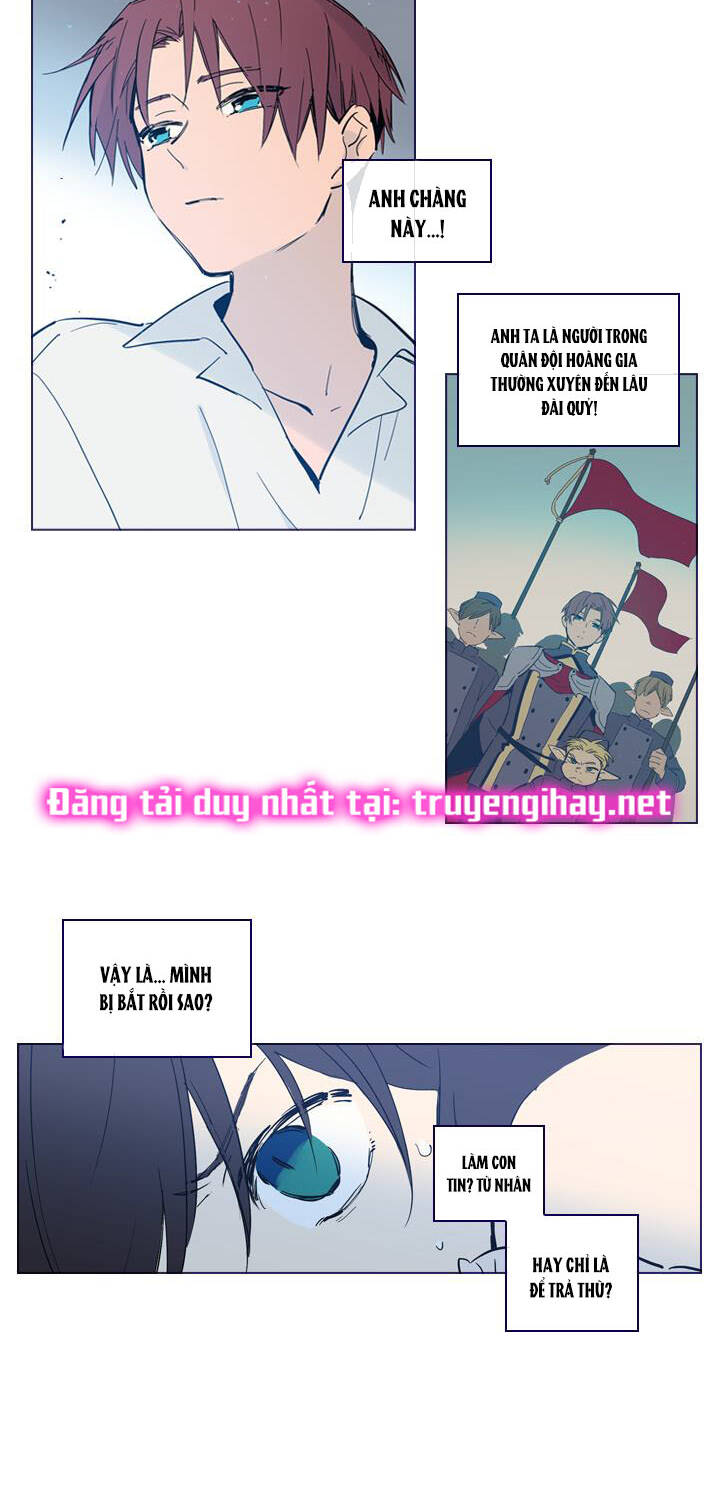 ANH CHÀNG
NÀY...!
ANH TA LÀ NGƯỜI TRONG
QUÂN ĐỘI HOÀNG GIA
THƯỜNG XUYÊN ĐẾN LÂU
ĐÀI QUỶ!
Đăng tải duy nhất tại: truyengihay.net
VẬY LÀ... MÌNH
BỊ BẮT RỒI SAO?
LÀM CON
TIN? TÙ NHÂN
HAY CHỈ LÀ
ĐỂ TRẢ THÙ?